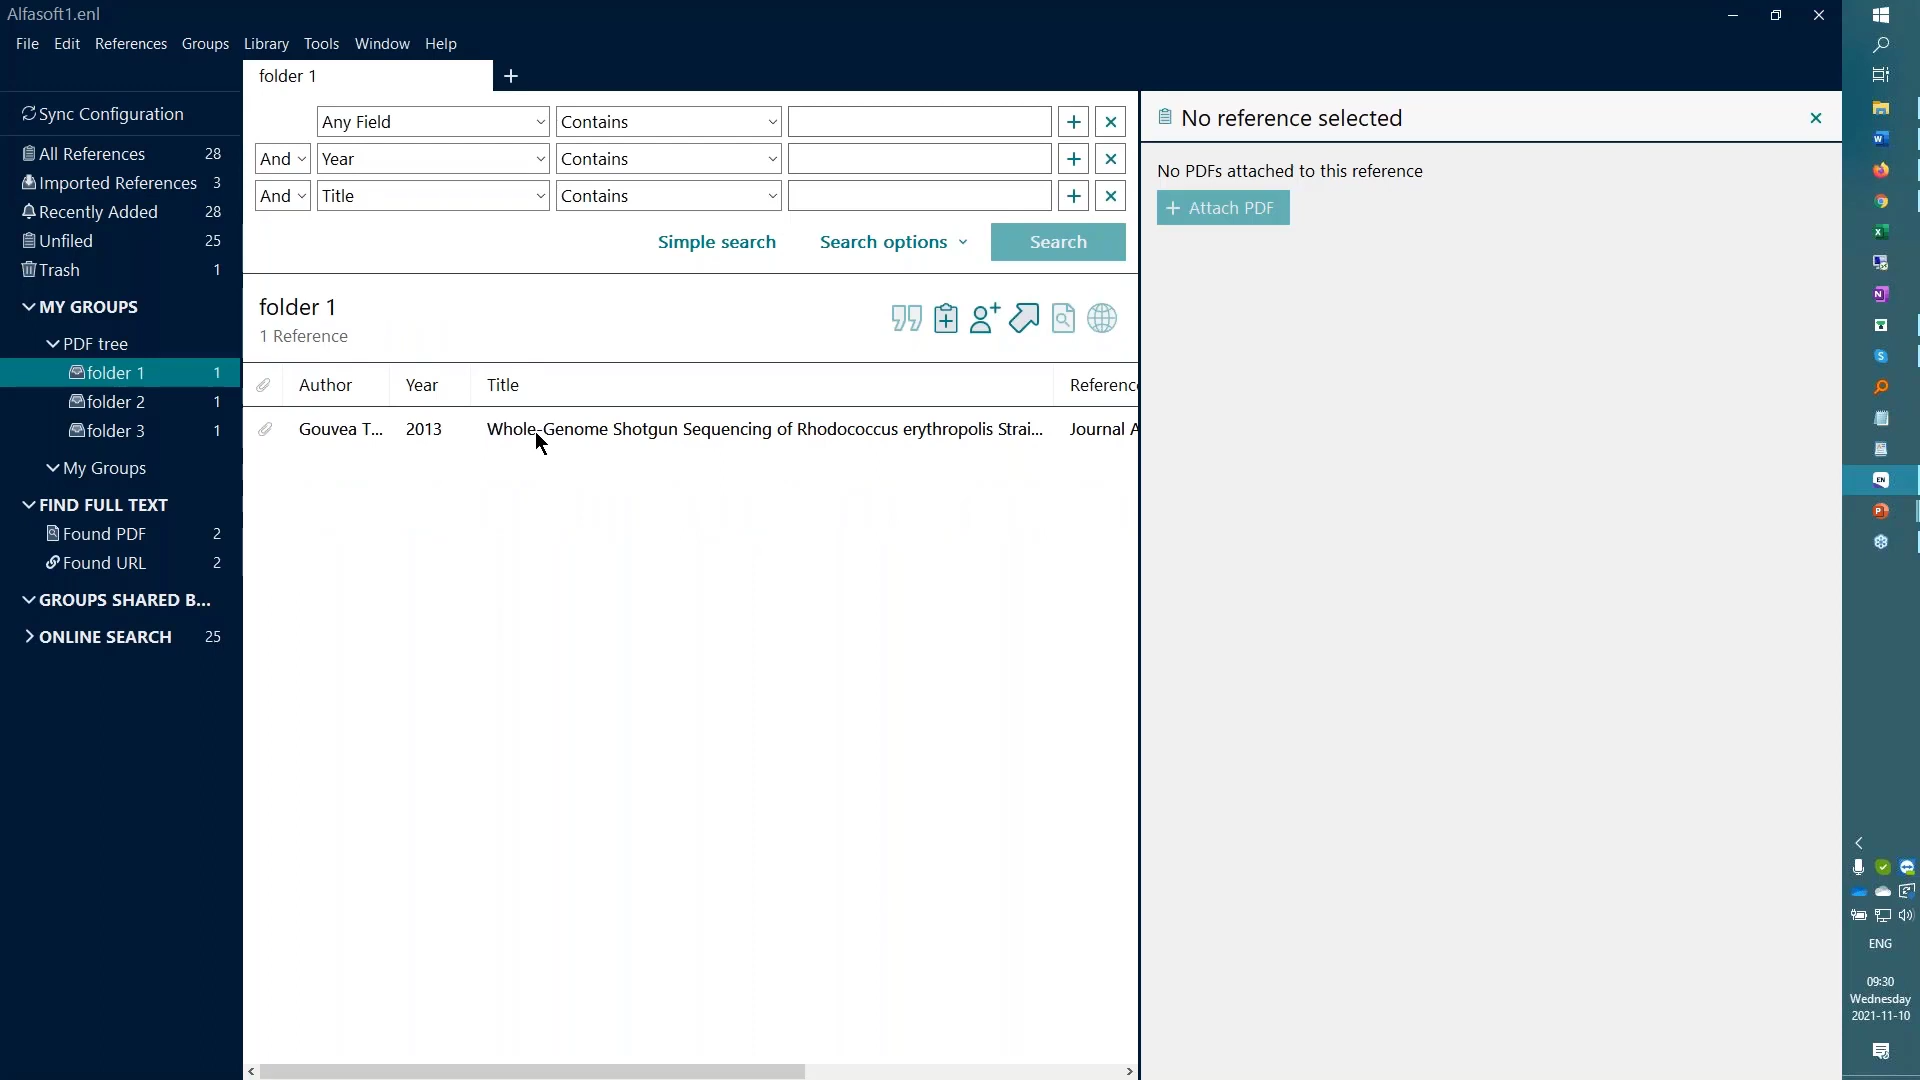 Alfasoft1.enl
File Edit References Groups Library Tools Window Help
folder 1
Sync Configuration
All References 28
Imported References 3
Recently Added 28
Unfiled 25
Trash 1
MY GROUPS
PDF tree
folder 1 1
folder 2 1
folder 3 1
My Groups
FIND FULL TEXT
Found PDF 2
Found URL 2
GROUPS SHARED B...
ONLINE SEARCH 25
Any Field Contains
And Year Contains
And Title Contains
Simple search Search options Search
folder 1
1 Reference
Author Year Title Referenc
Gouvea T... 2013 Whole-Genome Shotgun Sequencing of Rhodococcus erythropolis Strai... Journal A
No reference selected
No PDFs attached to this reference
+ Attach PDF
EN
ENG
09:30
Wednesday
2021-11-10